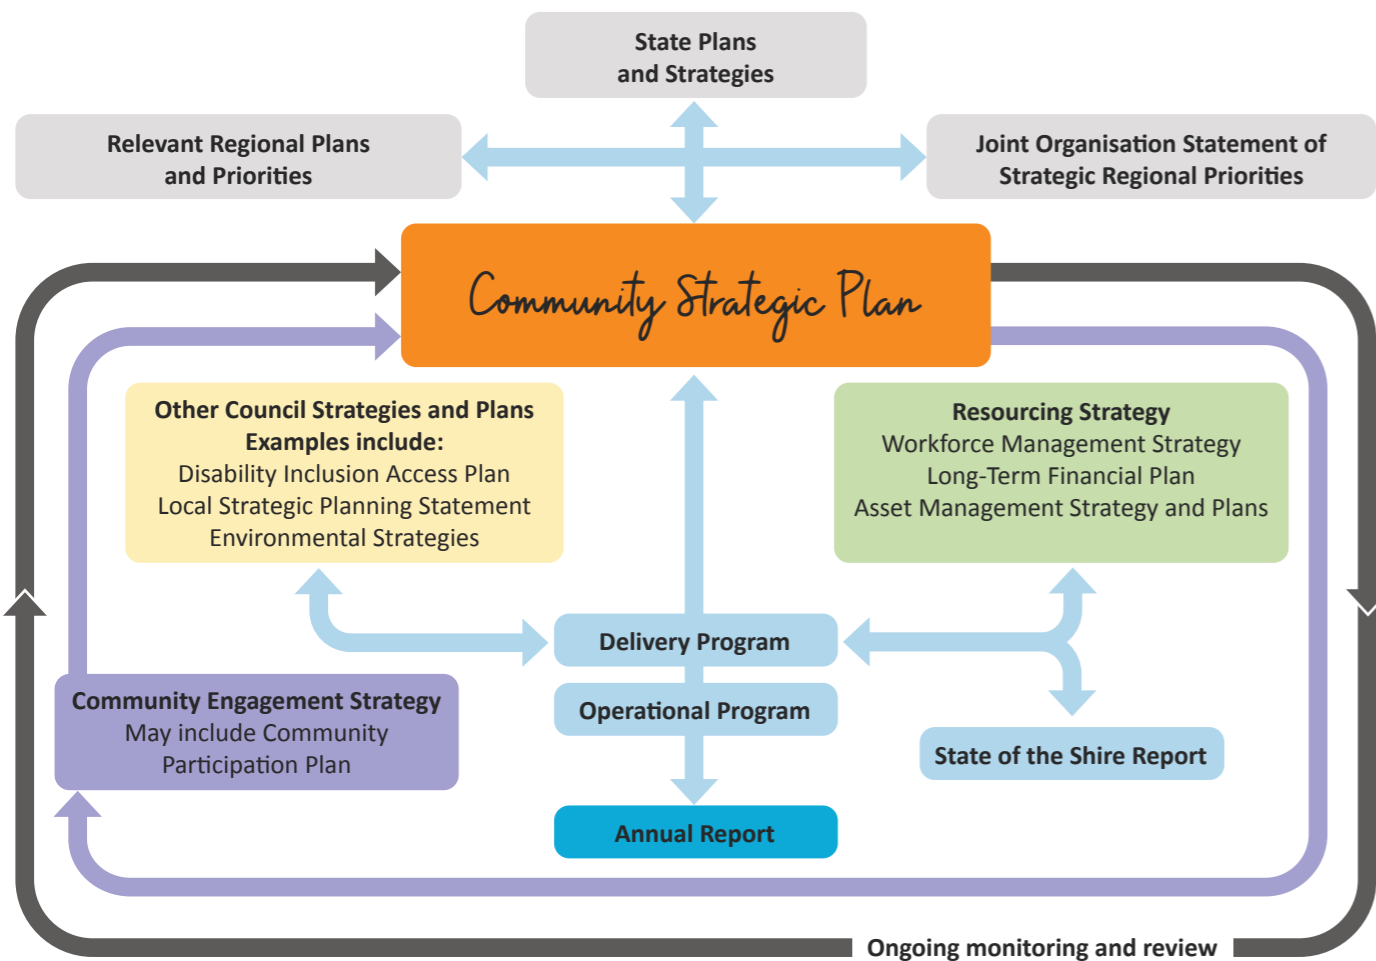 State Plans
and Strategies
Relevant Regional Plans
and Priorities
Joint Organisation Statement of
Strategic Regional Priorities
Community Strategic Plan
Other Council Strategies and Plans
Examples include:
Disability Inclusion Access Plan
Local Strategic Planning Statement
Environmental Strategies
Resourcing Strategy
Workforce Management Strategy
Long-Term Financial Plan
Asset Management Strategy and Plans
Delivery Program
Operational Program
Community Engagement Strategy
May include Community
Participation Plan
State of the Shire Report
Annual Report
Ongoing monitoring and review